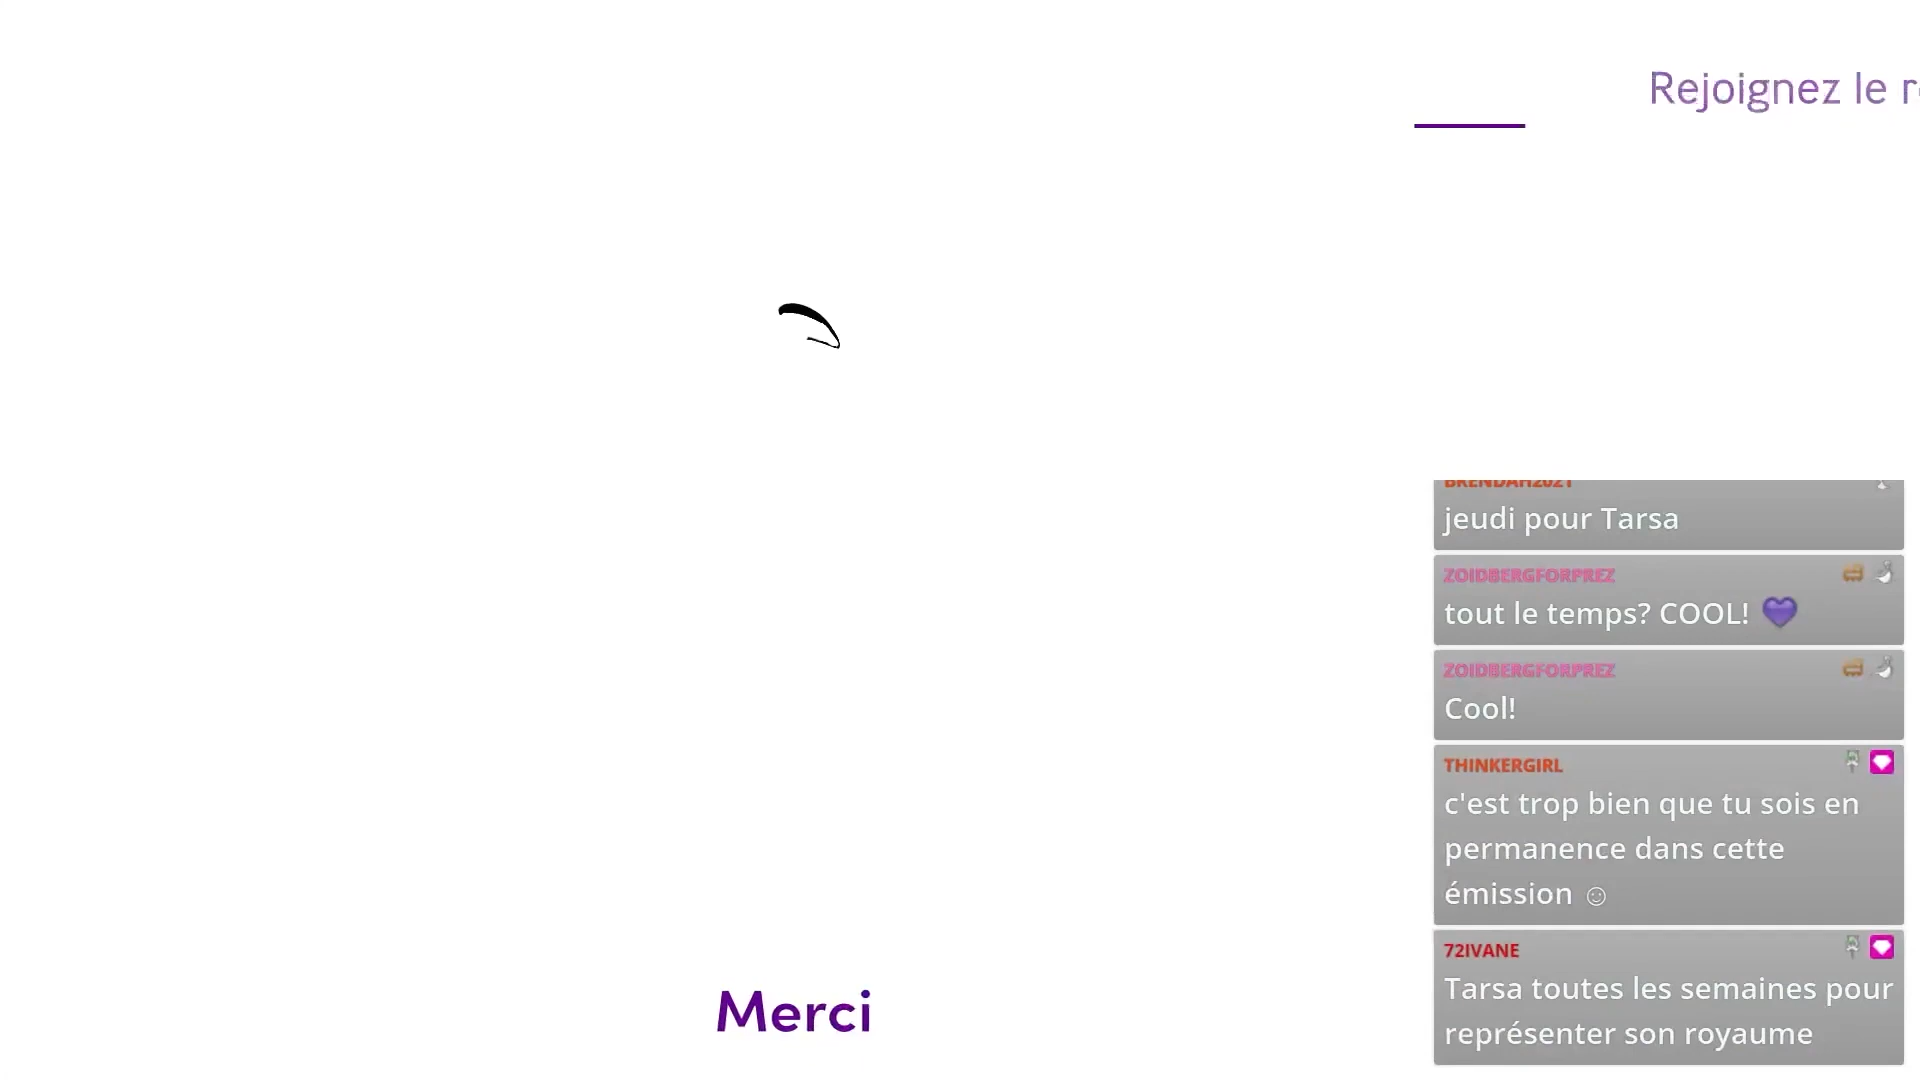 Rejoignez le
BRENDAH2021
jeudi pour Tarsa
ZOIDBERGFORPREZ
tout le temps? COOL! 💜
ZOIDBERGFORPREZ
Cool!
THINKERGIRL
c'est trop bien que tu sois en
permanence dans cette
émission ☺
72IVANE
Tarsa toutes les semaines pour
représenter son royaume
Merci